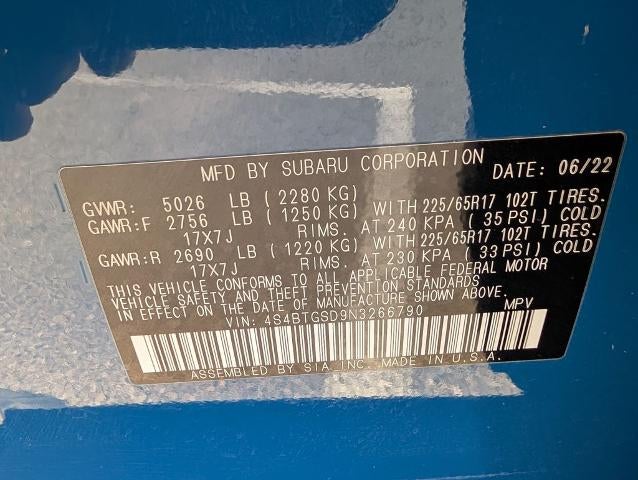 MFD BY SUBARU CORPORATION DATE: 06/22
GVWR: 5026 LB ( 2280 KG)
GAWR:F 2756 LB ( 1250 KG) WITH 225/65R17 102T TIRES.
17X7J RIMS. AT 240 KPA ( 35 PSI) COLD
GAWR:R 2690 LB ( 1220 KG) WITH 225/65R17 102T TIRES.
17X7J RIMS. AT 230 KPA ( 33 PSI) COLD
THIS VEHICLE CONFORMS TO ALL APPLICABLE FEDERAL MOTOR
VEHICLE SAFETY AND THEFT PREVENTION STANDARDS
IN EFFECT ON THE DATE OF MANUFACTURE SHOWN ABOVE.
VIN: 4S4BTGSD9N3266790 MPV
ASSEMBLED BY SIA, INC. MADE IN U.S.A.